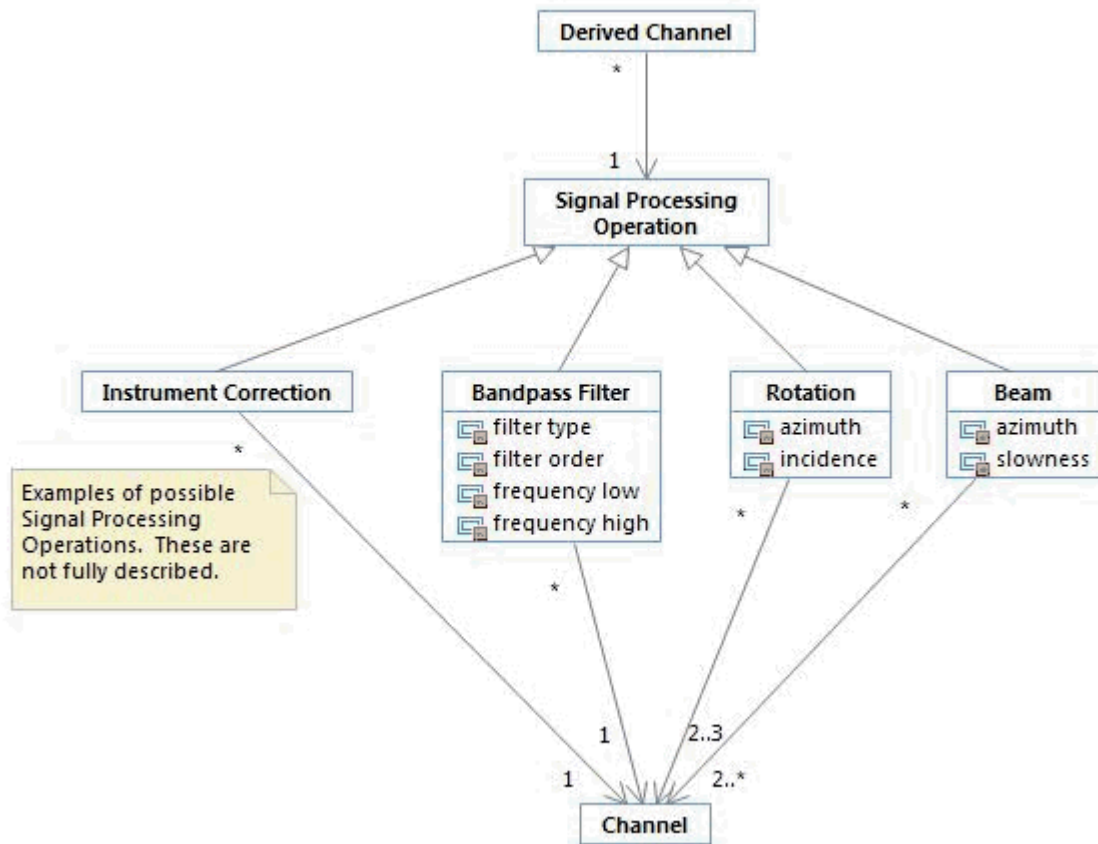 Derived Channel
*
1
Signal Processing
Operation
Instrument Correction
Bandpass Filter
filter type
filter order
frequency low
frequency high
Rotation
azimuth
incidence
Beam
azimuth
slowness
*
*
*
*
Examples of possible
Signal Processing
Operations. These are
not fully described.
1
1
2..3
2..*
Channel